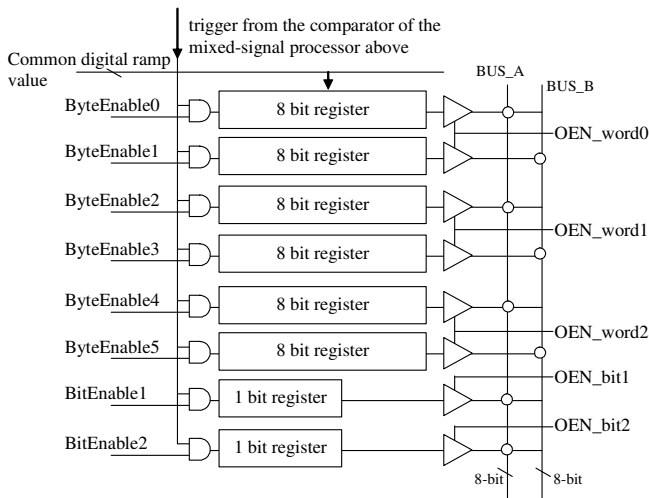 trigger from the comparator of the
mixed-signal processor above
Common digital ramp
value
BUS_A
BUS_B
ByteEnable0
8 bit register
OEN_word0
ByteEnable1
8 bit register
ByteEnable2
8 bit register
OEN_word1
ByteEnable3
8 bit register
ByteEnable4
8 bit register
OEN_word2
ByteEnable5
8 bit register
OEN_bit1
BitEnable1
1 bit register
OEN_bit2
BitEnable2
1 bit register
8-bit
8-bit